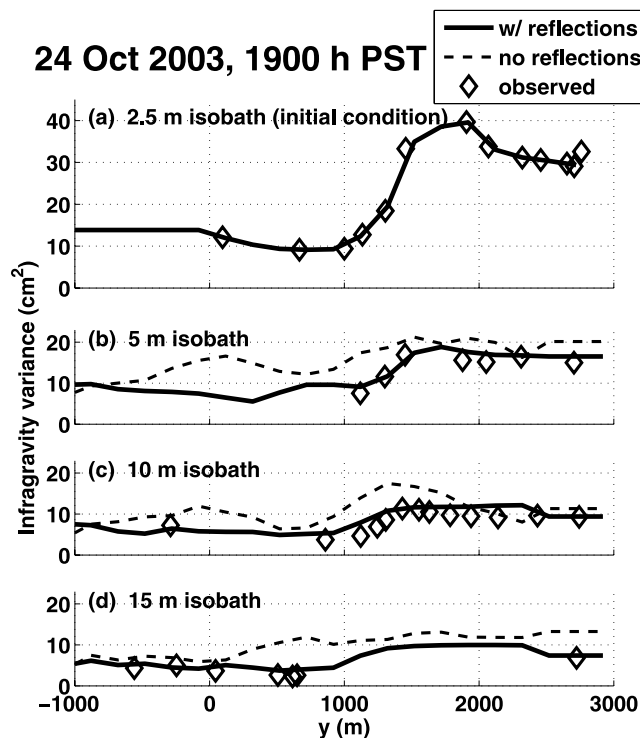 24 Oct 2003, 1900 h PST
w/ reflections
no reflections
observed
(a) 2.5 m isobath (initial condition)
40
30
20
10
0
(b) 5 m isobath
20
10
0
(c) 10 m isobath
20
10
0
(d) 15 m isobath
20
10
0
−1000 0 1000 2000 3000
y (m)
Infragravity variance (cm²)